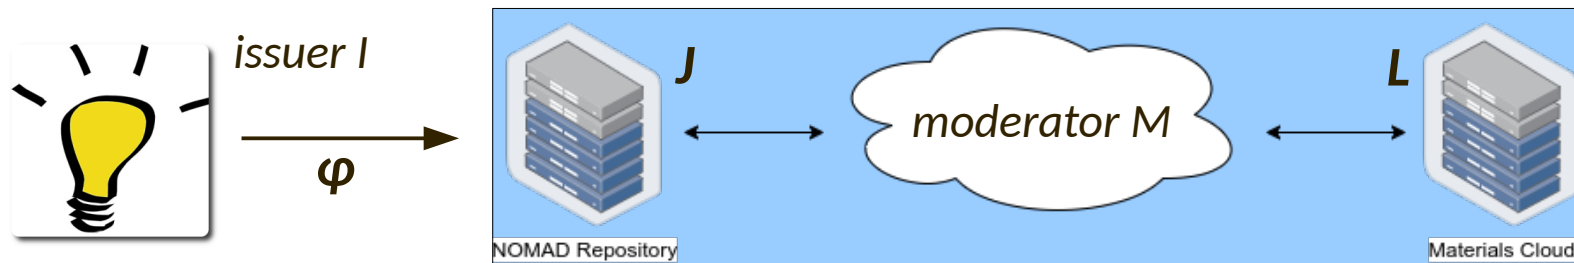 issuer I
φ
J
moderator M
L
NOMAD Repository
Materials Cloud